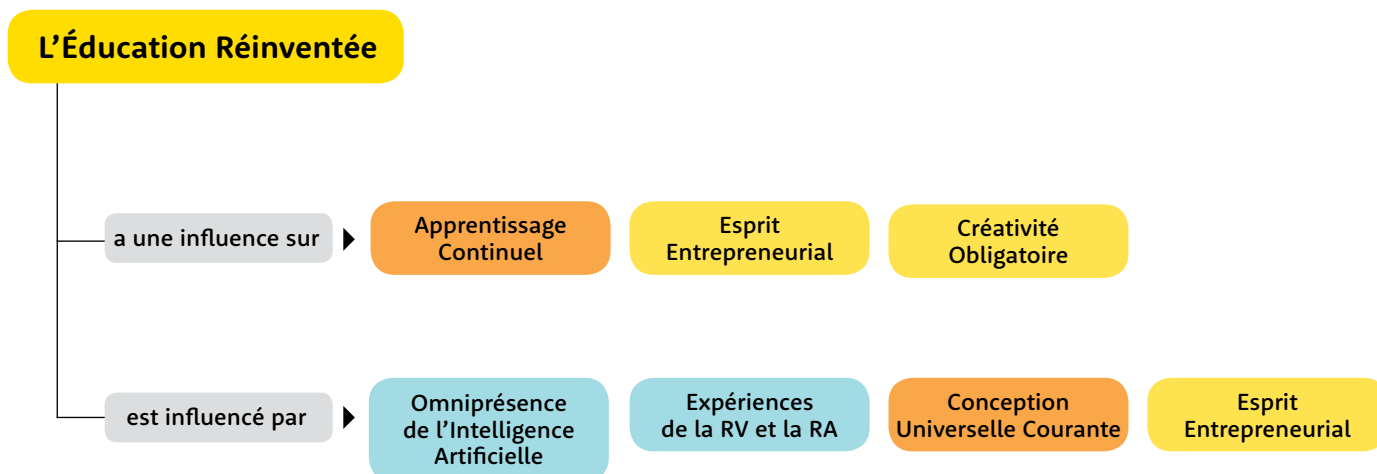 L’Éducation Réinventée
a une influence sur
Apprentissage
Continuel
Esprit
Entrepreneurial
Créativité
Obligatoire
est influencé par
Omniprésence
de l’Intelligence
Artificielle
Expériences
de la RV et la RA
Conception
Universelle Courante
Esprit
Entrepreneurial